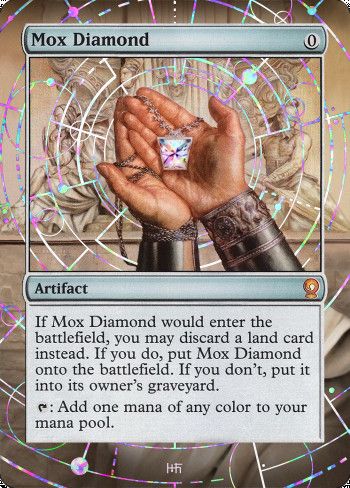 Mox Diamond 0
Artifact
If Mox Diamond would enter the
battlefield, you may discard a land card
instead. If you do, put Mox Diamond
onto the battlefield. If you don't, put it
into its owner's graveyard.
: Add one mana of any color to your
mana pool.